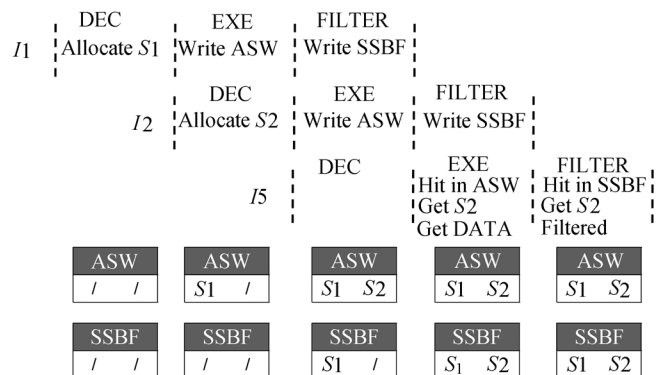 DEC EXE FILTER
I1 Allocate S1 Write ASW Write SSBF
DEC EXE FILTER
I2 Allocate S2 Write ASW Write SSBF
DEC EXE FILTER
Hit in ASW Hit in SSBF
I5 Get S2 Get S2
Get DATA Filtered
ASW ASW ASW ASW ASW
/ / S1 / S1 S2 S1 S2 S1 S2
SSBF SSBF SSBF SSBF SSBF
/ / / / S1 / S1 S2 S1 S2